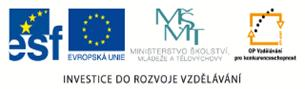 esf
EVROPSKÁ UNIE
MŠMT
MINISTERSTVO ŠKOLSTVÍ,
MLÁDEŽE A TĚLOVÝCHOVY
OP Vzdělávání
pro konkurenceschopnost
INVESTICE DO ROZVOJE VZDĚLÁVÁNÍ